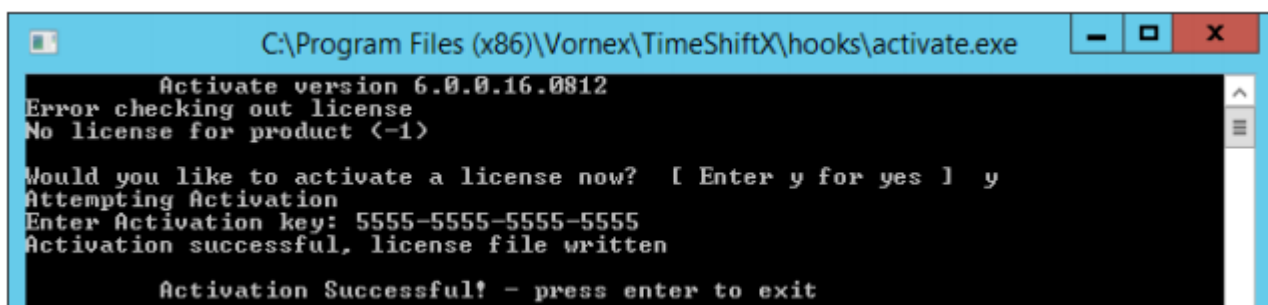 C:\Program Files (x86)\Vornex\TimeShiftX\hooks\activate.exe
Activate version 6.0.0.16.0812
Error checking out license
No license for product (-1)
Would you like to activate a license now? [ Enter y for yes ] y
Attempting Activation
Enter Activation key: 5555-5555-5555-5555
Activation successful, license file written
Activation Successful! - press enter to exit